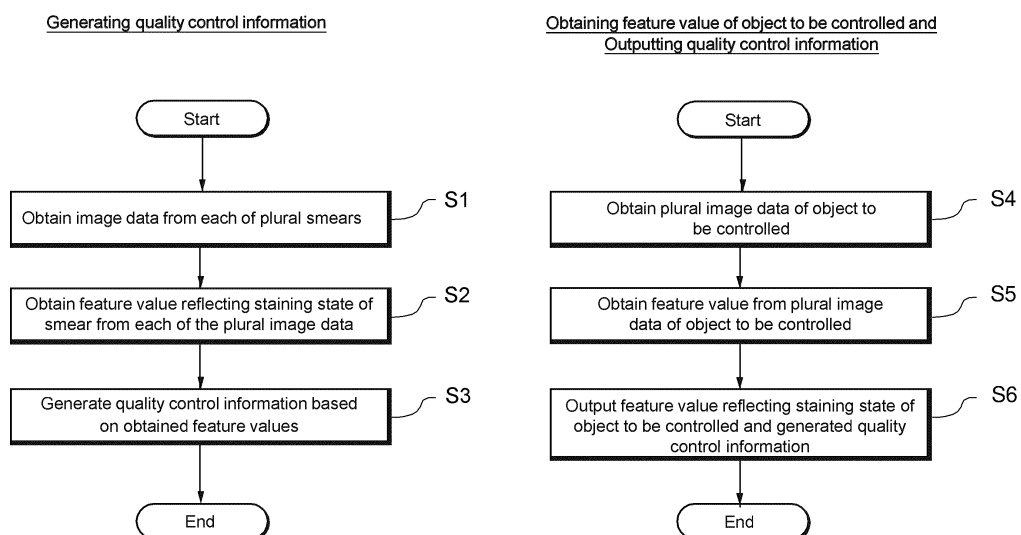 Generating quality control information
Start
Obtain image data from each of plural smears
S1
Obtain feature value reflecting staining state of
smear from each of the plural image data
S2
Generate quality control information based
on obtained feature values
S3
End
Obtaining feature value of object to be controlled and
Outputting quality control information
Start
Obtain plural image data of object to
be controlled
S4
Obtain feature value from plural image
data of object to be controlled
S5
Output feature value reflecting staining state of
object to be controlled and generated quality
control information
S6
End